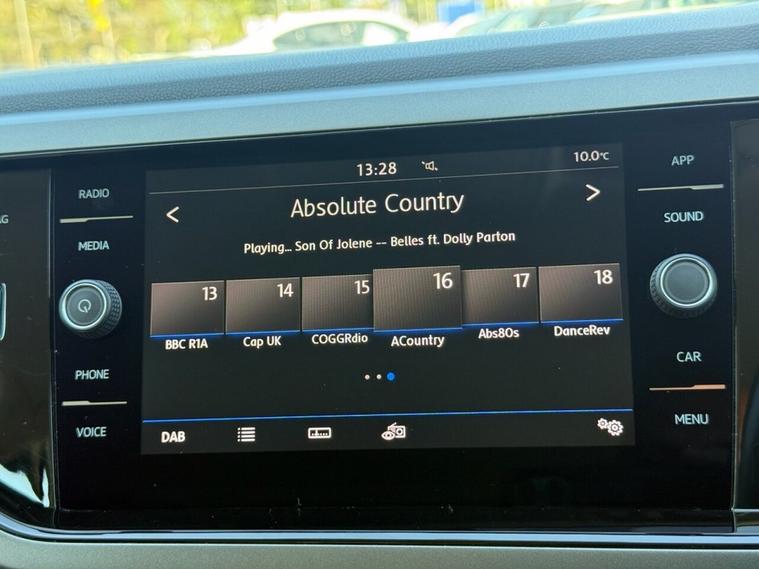 RADIO
MEDIA
PHONE
VOICE
13:28
10.0°C
< Absolute Country >
Playing... Son Of Jolene -- Belles ft. Dolly Parton
13 14 15 16 17 18
BBC R1A Cap UK COGGRdio ACountry Abs80s DanceRev
DAB
APP
SOUND
CAR
MENU